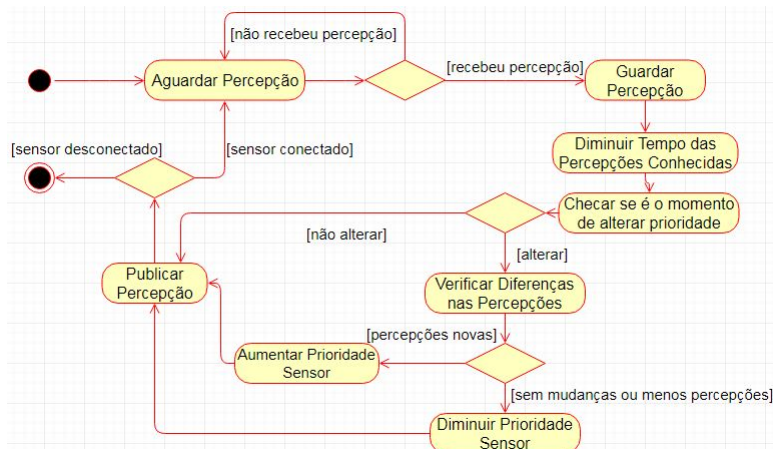 [não recebeu percepção]
Aguardar Percepção
[recebeu percepção]
Guardar
Percepção
Diminuir Tempo das
Percepções Conhecidas
Checar se é o momento
de alterar prioridade
[sensor desconectado]
[sensor conectado]
[não alterar]
[alterar]
Publicar
Percepção
Verificar Diferenças
nas Percepções
[percepções novas]
Aumentar Prioridade
Sensor
[sem mudanças ou menos percepções]
Diminuir Prioridade
Sensor